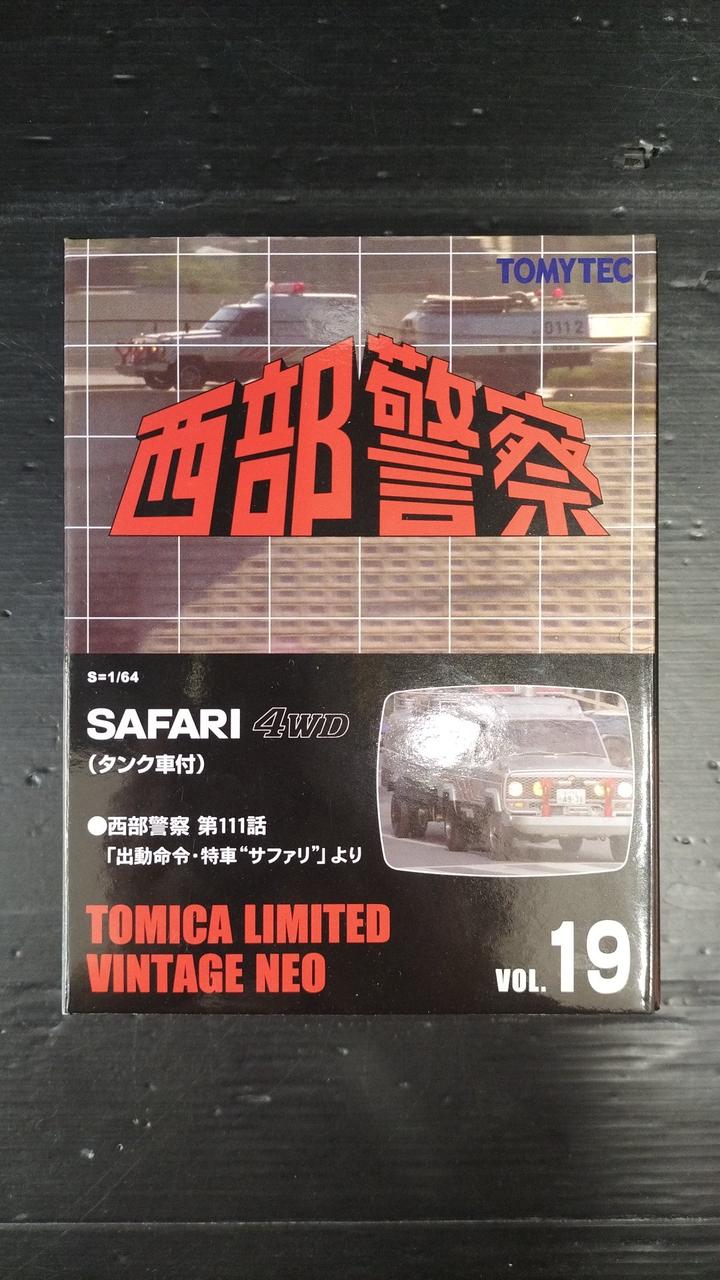 TOMYTEC
0112
西部警察
S=1/64
SAFARI 4WD
（タンク車付）
●西部警察 第111話
「出動命令・特車“サファリ”」より
TOMICA LIMITED
VINTAGE NEO
VOL.19